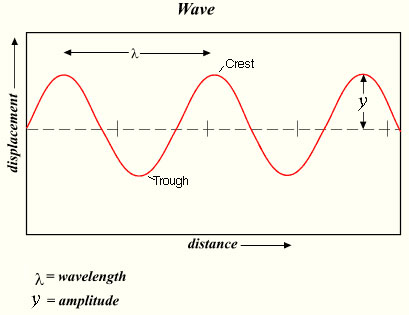 Wave
λ
Crest
y
displacement
Trough
distance
λ = wavelength
y = amplitude